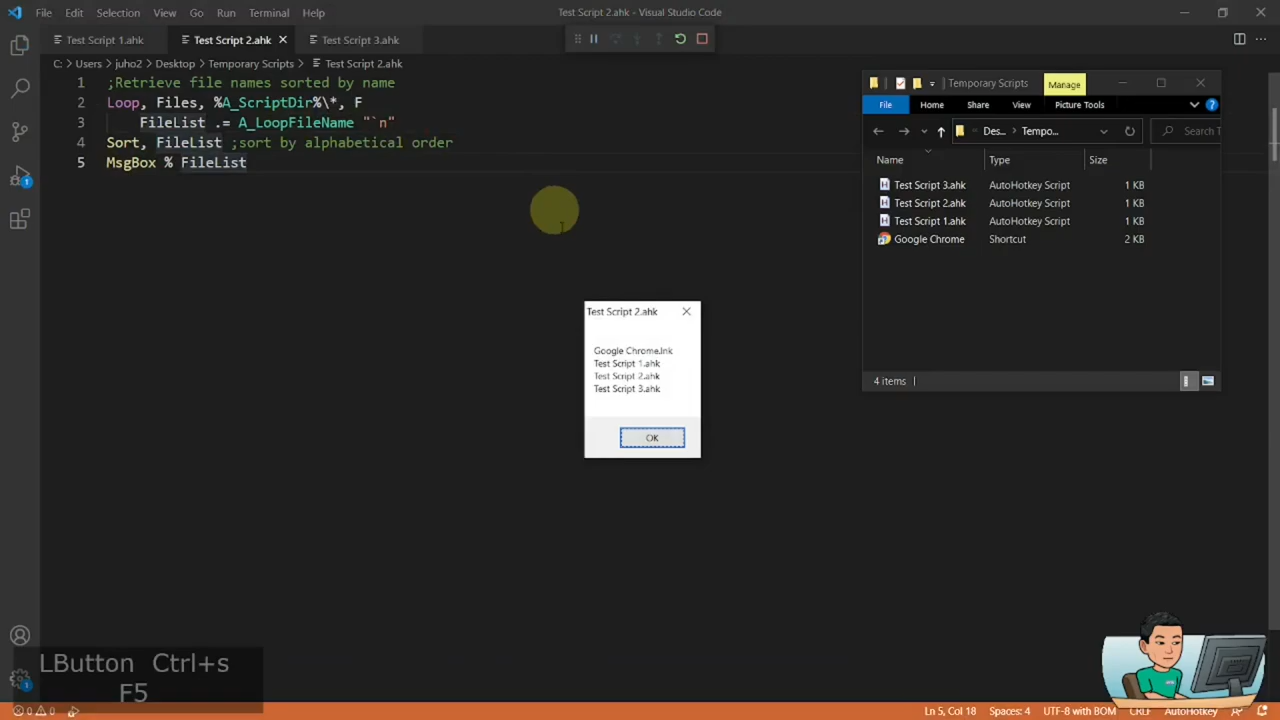 File Edit Selection View Go Run Terminal Help
Test Script 2.ahk - Visual Studio Code
Test Script 1.ahk
Test Script 2.ahk
Test Script 3.ahk
C: > Users > juho2 > Desktop > Temporary Scripts > Test Script 2.ahk
1 ;Retrieve file names sorted by name
2 Loop, Files, %A_ScriptDir%\*, F
3 FileList .= A_LoopFileName "`n"
4 Sort, FileList ;sort by alphabetical order
5 MsgBox % FileList
Temporary Scripts
Manage
File Home Share View Picture Tools
Des... > Tempo...
Search T
Name Type Size
Test Script 3.ahk AutoHotkey Script 1 KB
Test Script 2.ahk AutoHotkey Script 1 KB
Test Script 1.ahk AutoHotkey Script 1 KB
Google Chrome Shortcut 2 KB
4 items
Test Script 2.ahk
Google Chrome.lnk
Test Script 1.ahk
Test Script 2.ahk
Test Script 3.ahk
OK
LButton Ctrl+s
F5
1
1
0 0
Ln 5, Col 18 Spaces: 4 UTF-8 with BOM CRLF AutoHotkey